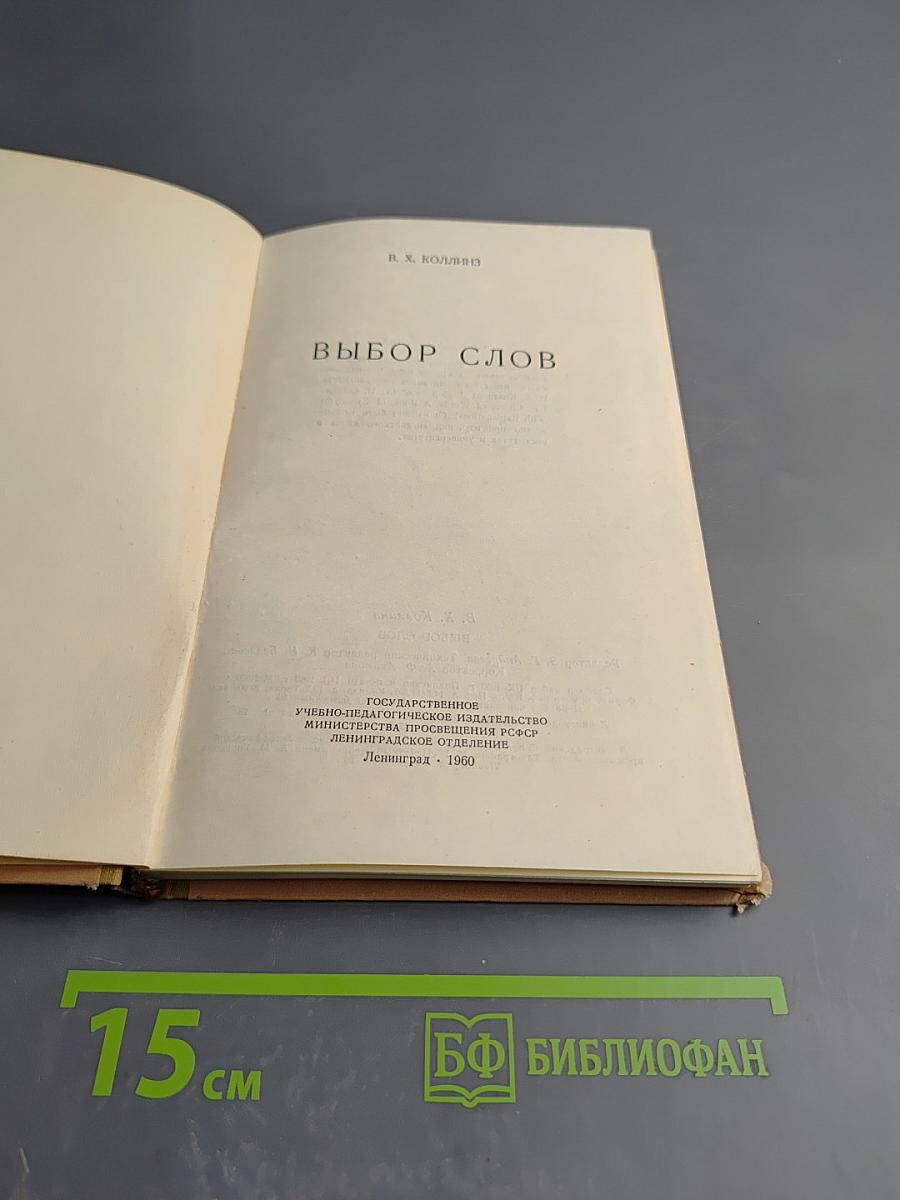 В. Х. КОЛЛИНЗ
ВЫБОР СЛОВ
ГОСУДАРСТВЕННОЕ
УЧЕБНО-ПЕДАГОГИЧЕСКОЕ ИЗДАТЕЛЬСТВО
МИНИСТЕРСТВА ПРОСВЕЩЕНИЯ РСФСР
ЛЕНИНГРАДСКОЕ ОТДЕЛЕНИЕ
Ленинград · 1960
15 см
БФ БИБЛИОФАН